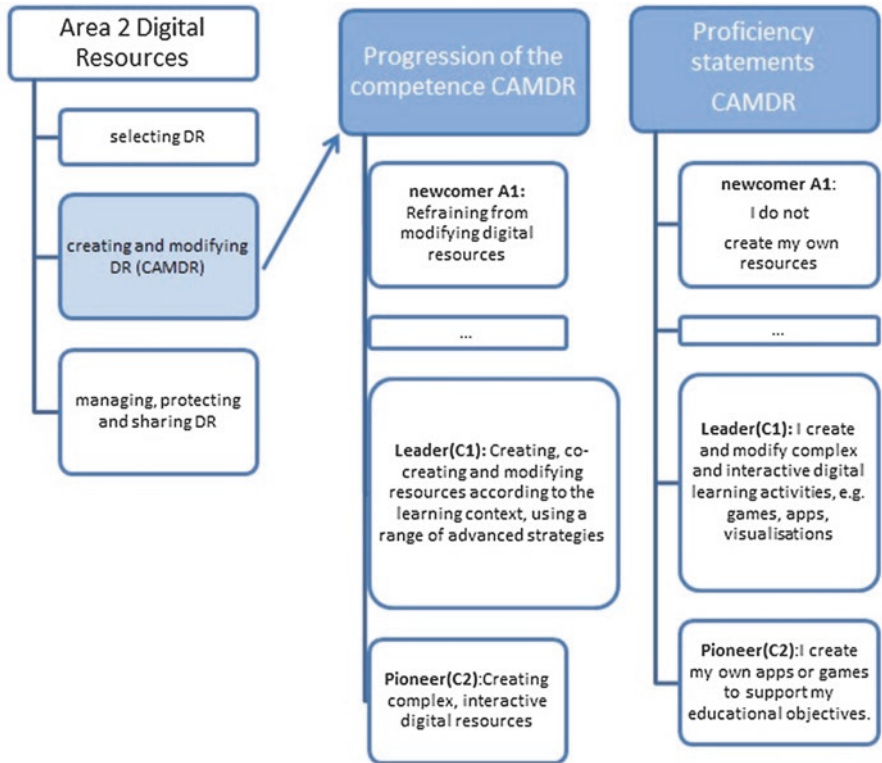 Area 2 Digital
Resources
selecting DR
creating and modifying
DR (CAMDR)
managing, protecting
and sharing DR
Progression of the
competence CAMDR
newcomer A1:
Refraining from
modifying digital
resources
...
Leader(C1): Creating, co-
creating and modifying
resources according to the
learning context, using a
range of advanced strategies
Pioneer(C2):Creating
complex, interactive
digital resources
Proficiency
statements
CAMDR
newcomer A1:
I do not
create my own
resources
...
Leader(C1): I create
and modify complex
and interactive digital
learning activities, e.g.
games, apps,
visualisations
Pioneer(C2):I create
my own apps or games
to support my
educational objectives.